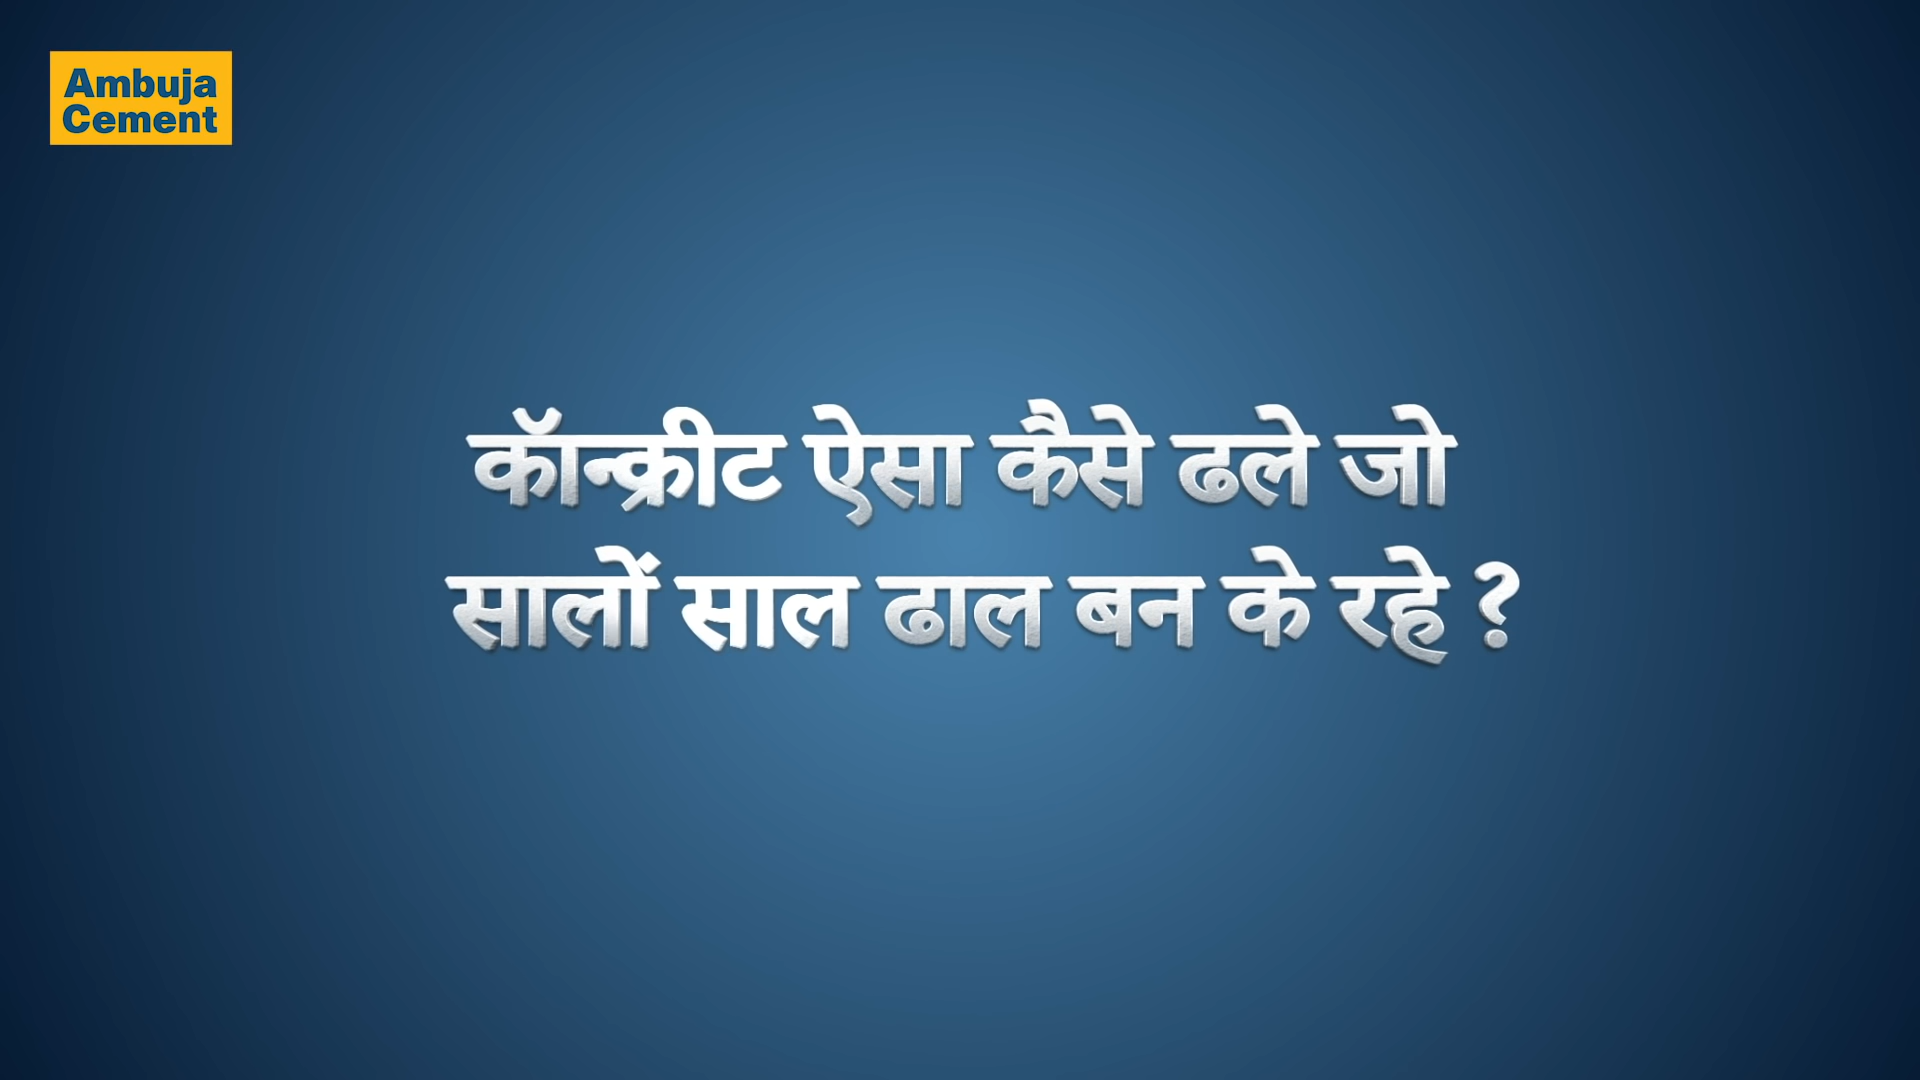 Ambuja
Cement
कॉन्क्रीट ऐसा कैसे ढले जो
सालों साल ढाल बन के रहे ?